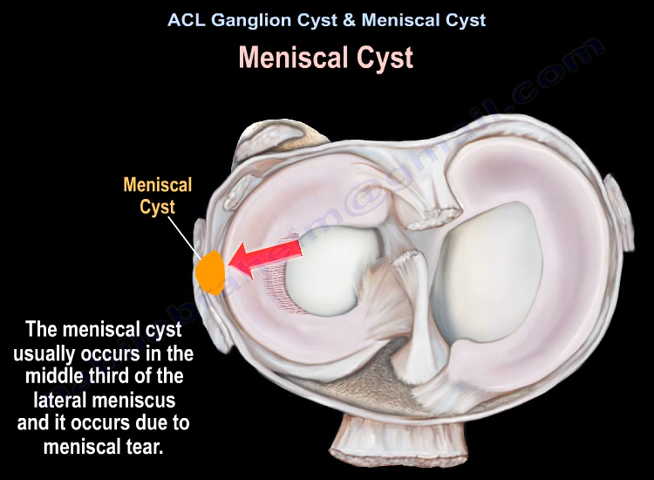 ACL Ganglion Cyst & Meniscal Cyst
Meniscal Cyst
Meniscal
Cyst
The meniscal cyst
usually occurs in the
middle third of the
lateral meniscus
and it occurs due to
meniscal tear.